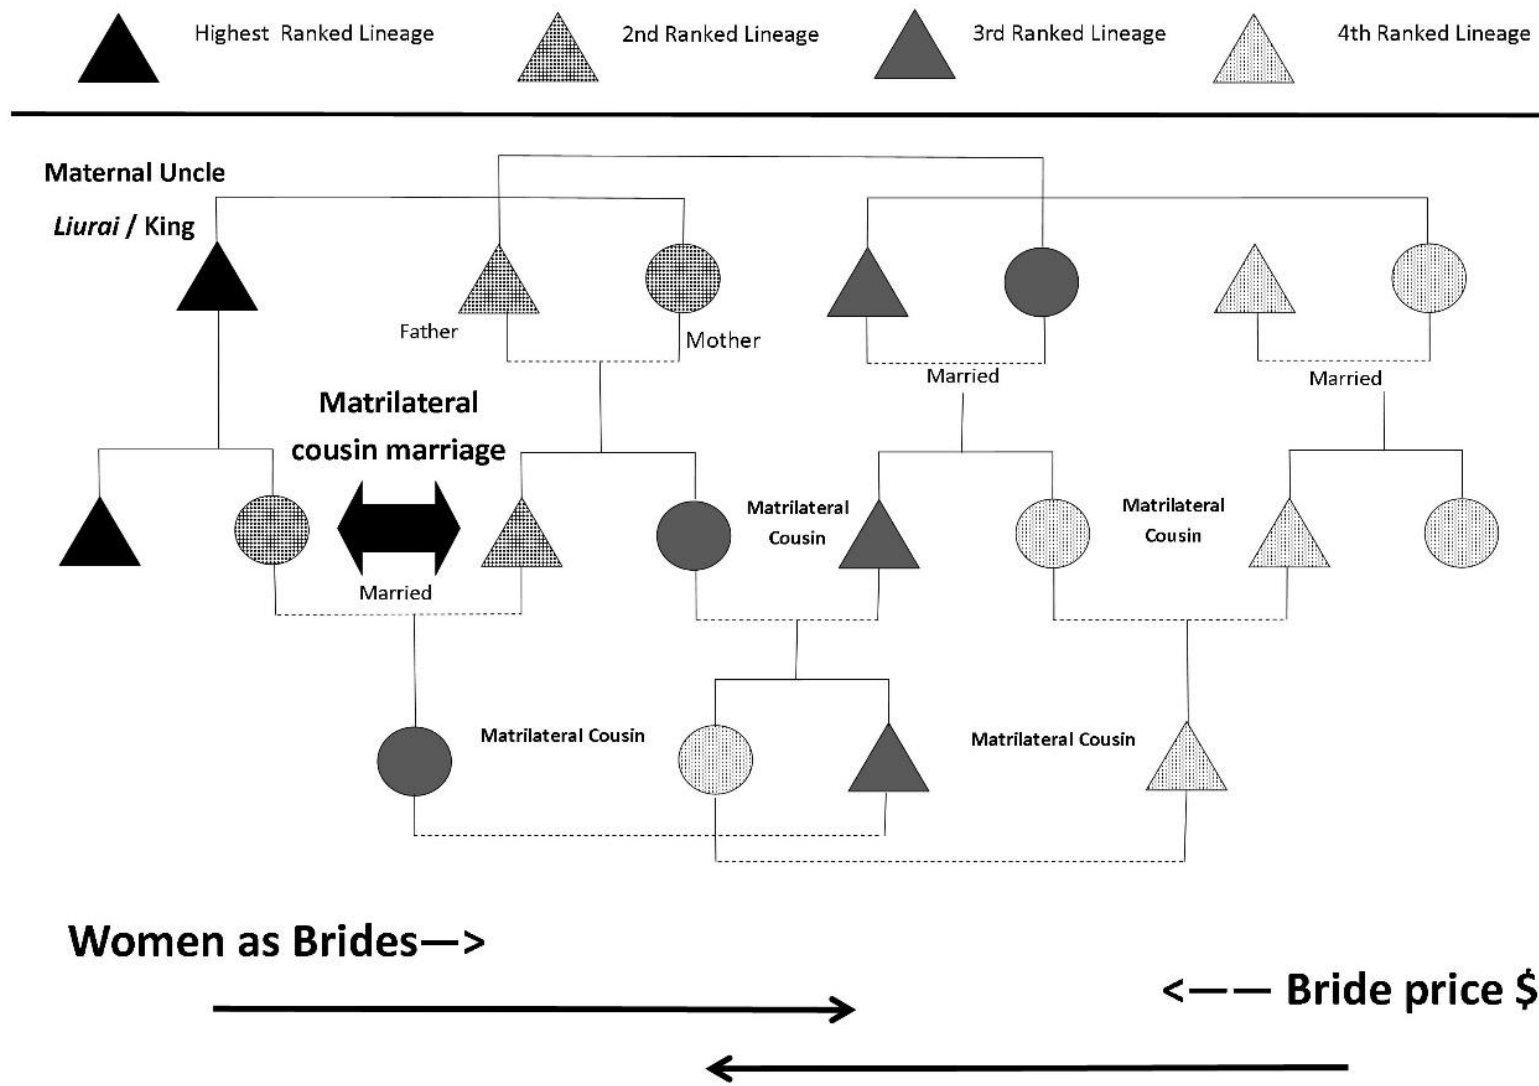 Highest Ranked Lineage
2nd Ranked Lineage
3rd Ranked Lineage
4th Ranked Lineage
Maternal Uncle
Liurai / King
Father
Mother
Married
Married
Matrilateral
cousin marriage
Married
Matrilateral
Cousin
Matrilateral
Cousin
Matrilateral Cousin
Matrilateral Cousin
Women as Brides—>
<—— Bride price $